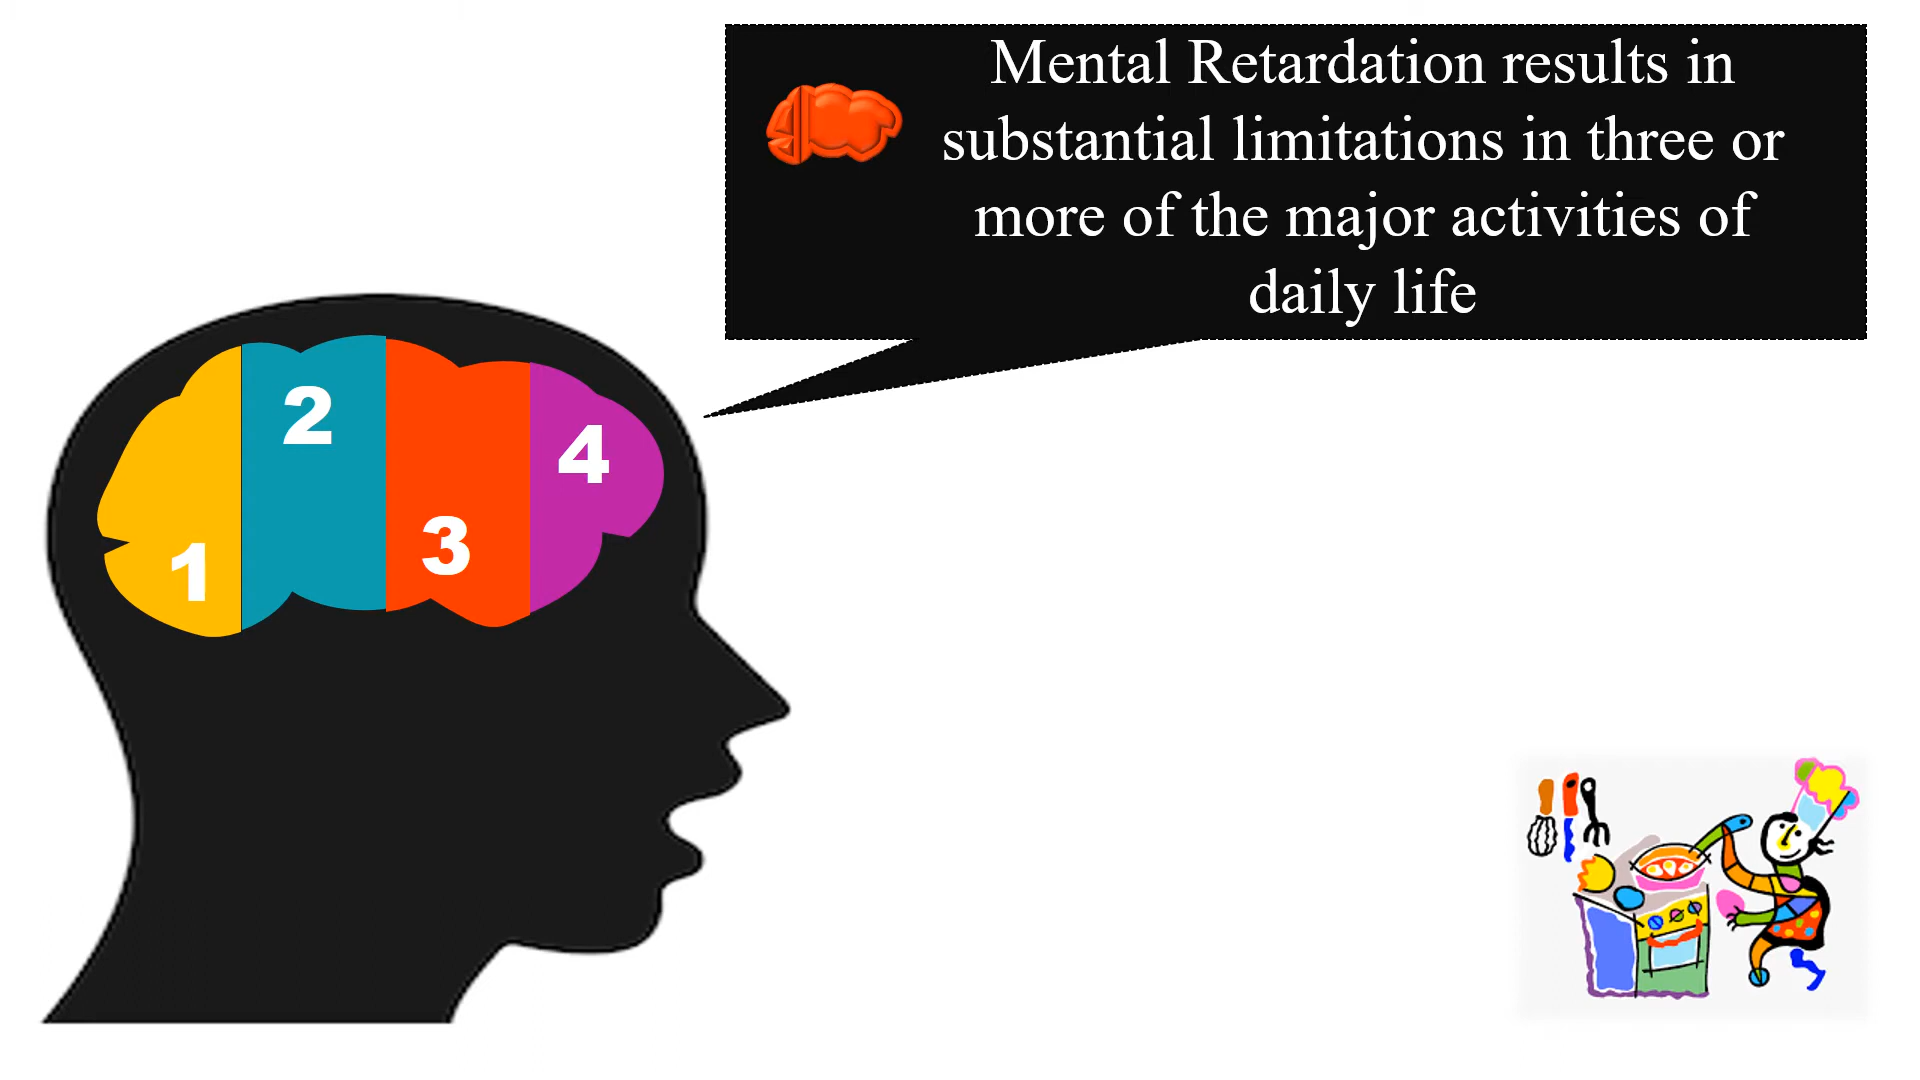 Mental Retardation results in
substantial limitations in three or
more of the major activities of
daily life
2
4
3
1